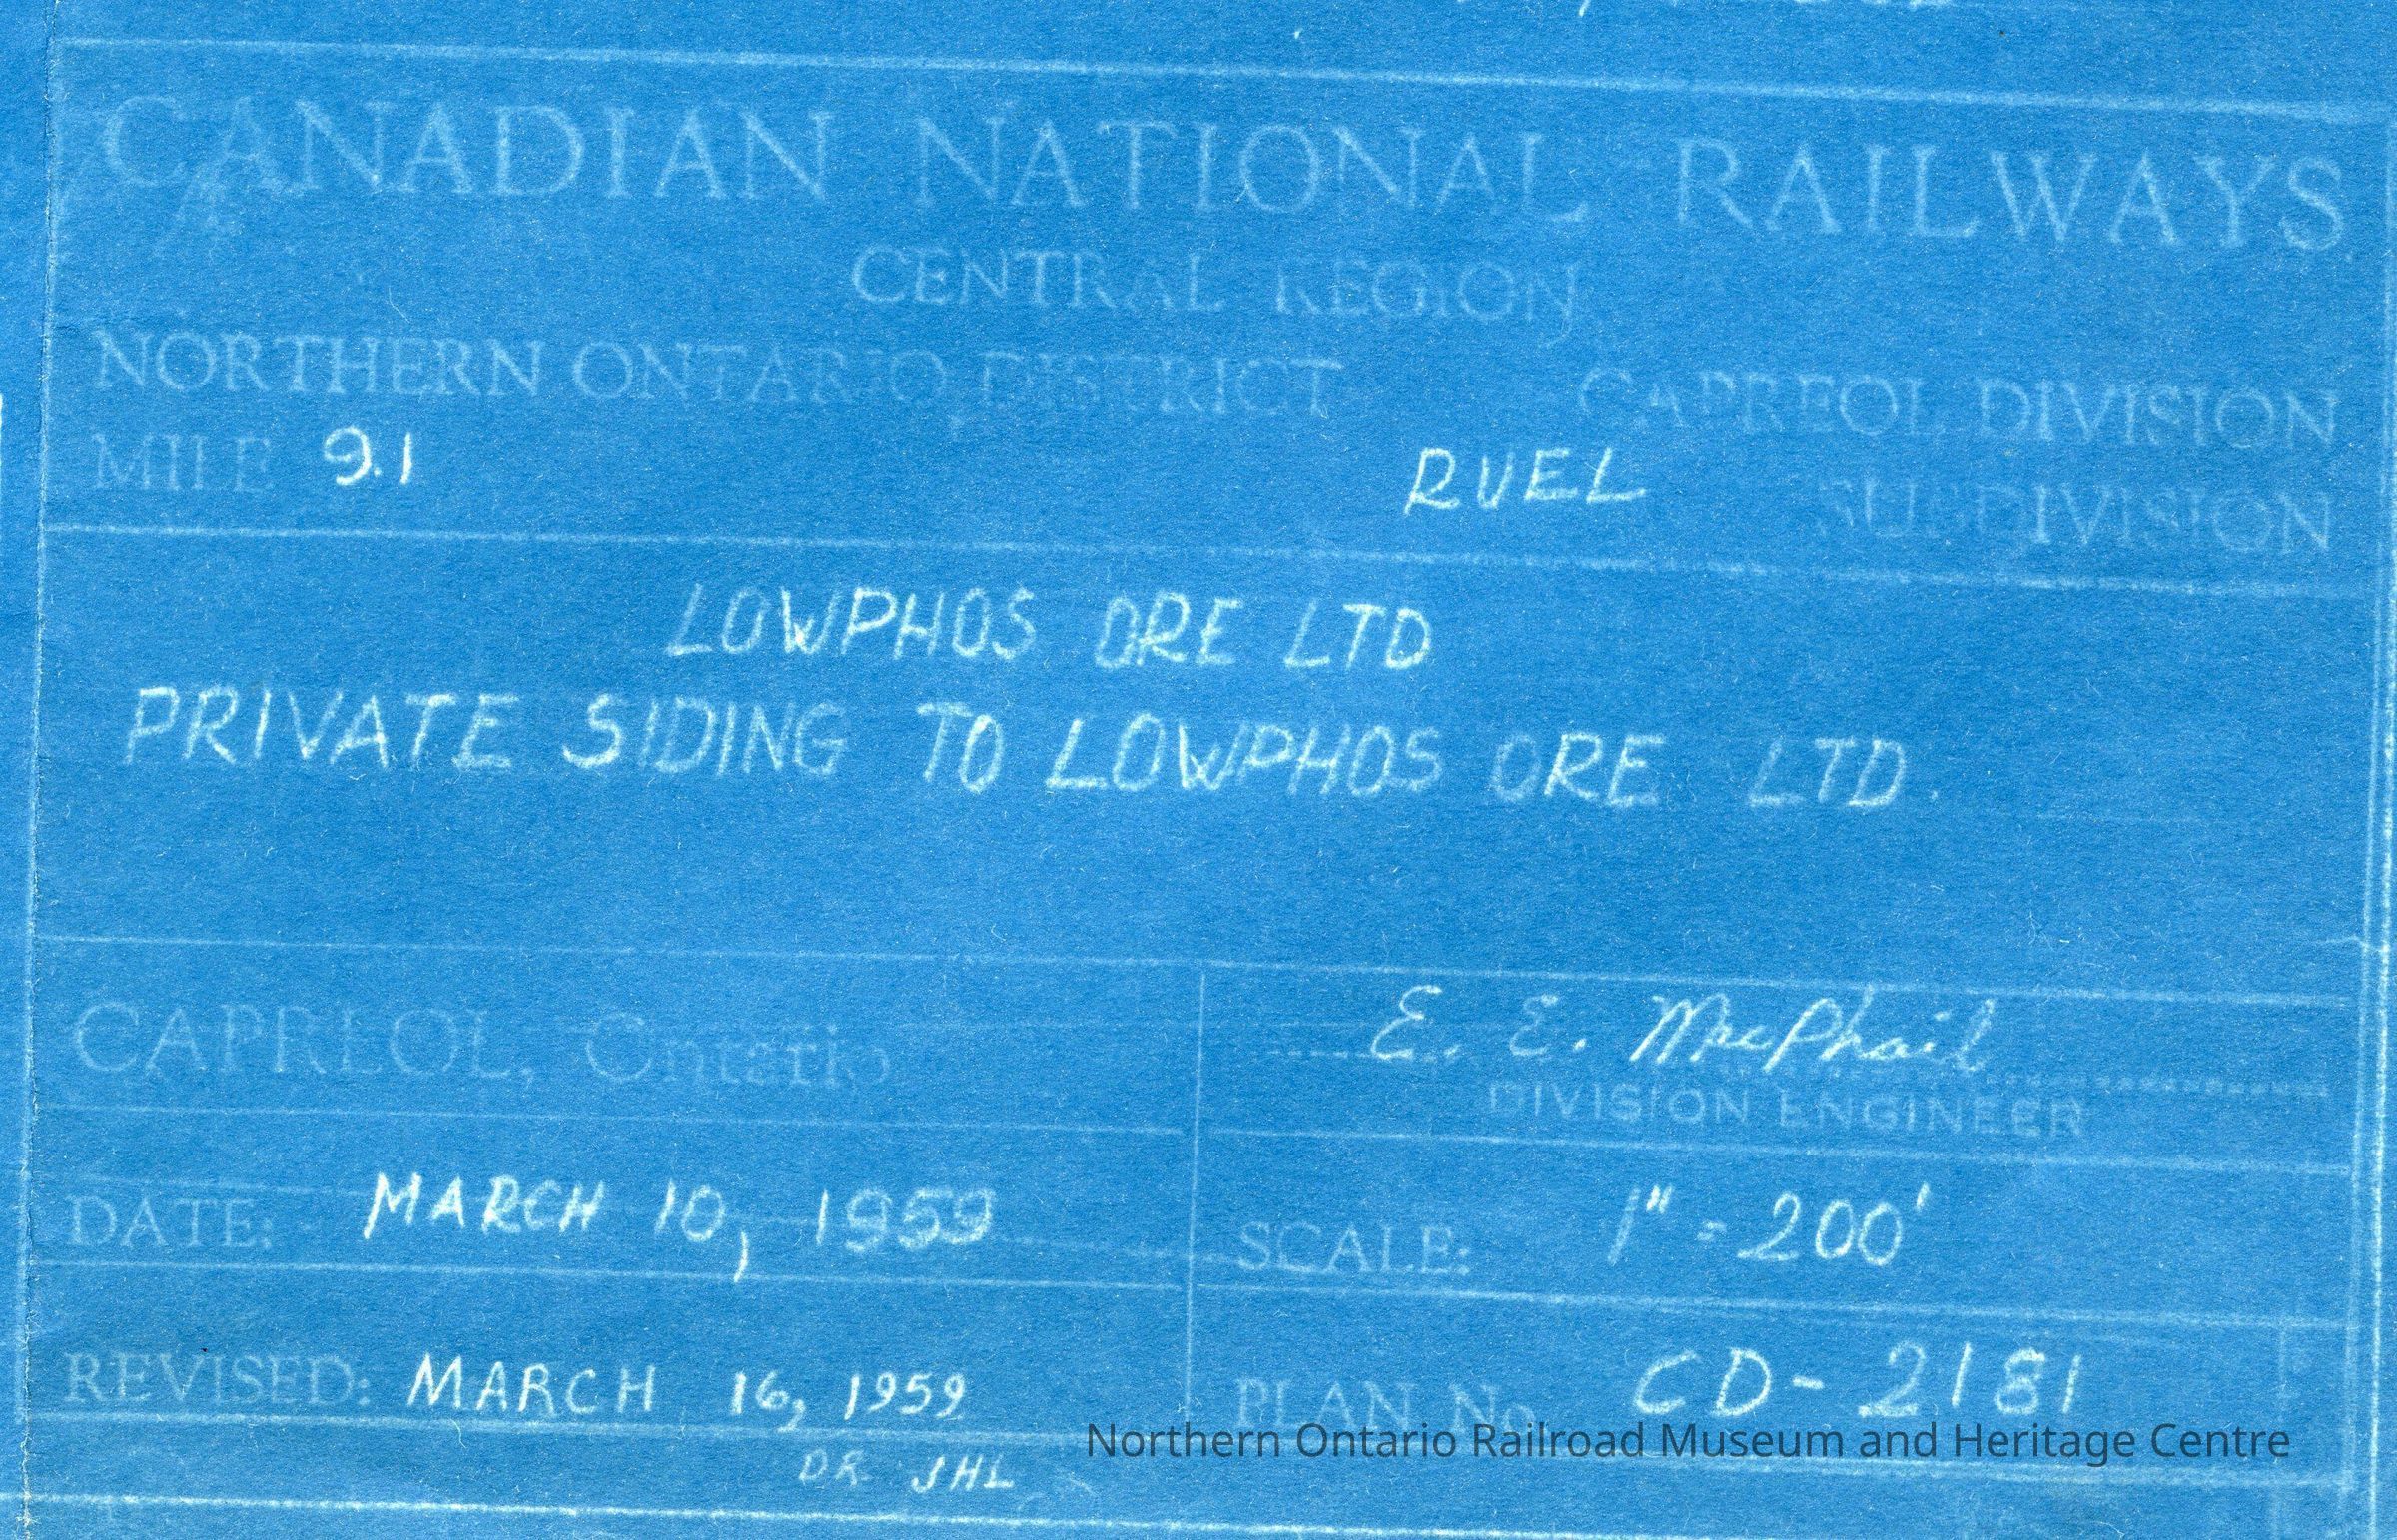 CANADIAN NATIONAL RAILWAYS
CENTRAL REGION
NORTHERN ONTARIO DISTRICT CAPREOL DIVISION
MILE 9.1 RUEL SUBDIVISION
LOWPHOS ORE LTD
PRIVATE SIDING TO LOWPHOS ORE LTD.
CAPREOL, Ontario
E. E. MacPhail
DIVISION ENGINEER
DATE: MARCH 10, 1959
SCALE: 1" = 200'
REVISED: MARCH 16, 1959
PLAN No. CD-2181
DR. JHL
Northern Ontario Railroad Museum and Heritage Centre